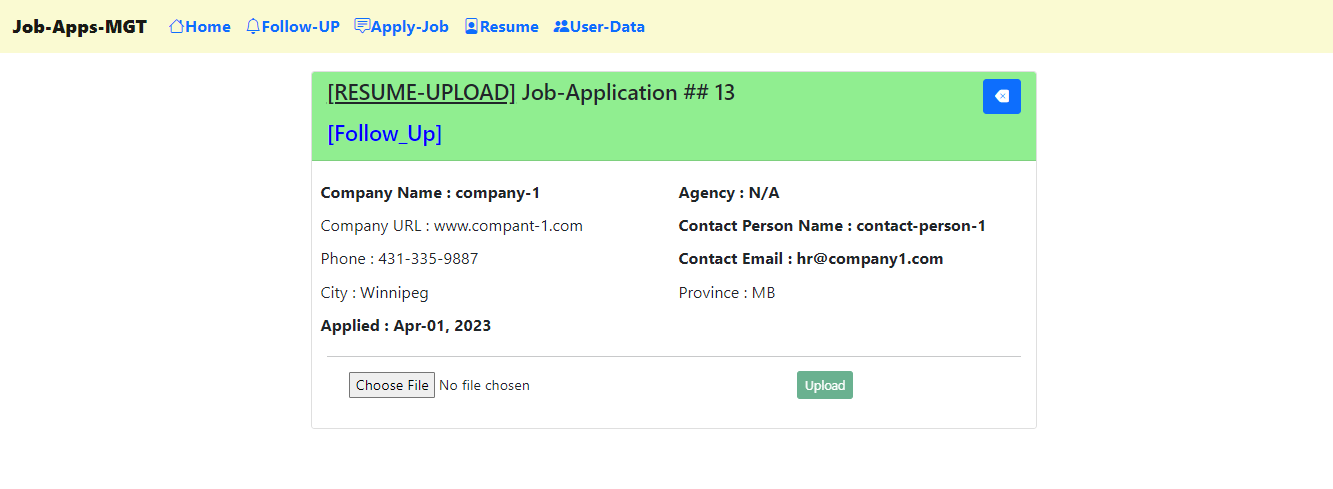 Job-Apps-MGT Home Follow-UP Apply-Job Resume User-Data
[RESUME-UPLOAD] Job-Application ## 13
[Follow_Up]
Company Name : company-1 Agency : N/A
Company URL : www.compant-1.com Contact Person Name : contact-person-1
Phone : 431-335-9887 Contact Email : hr@company1.com
City : Winnipeg Province : MB
Applied : Apr-01, 2023
Choose File No file chosen Upload